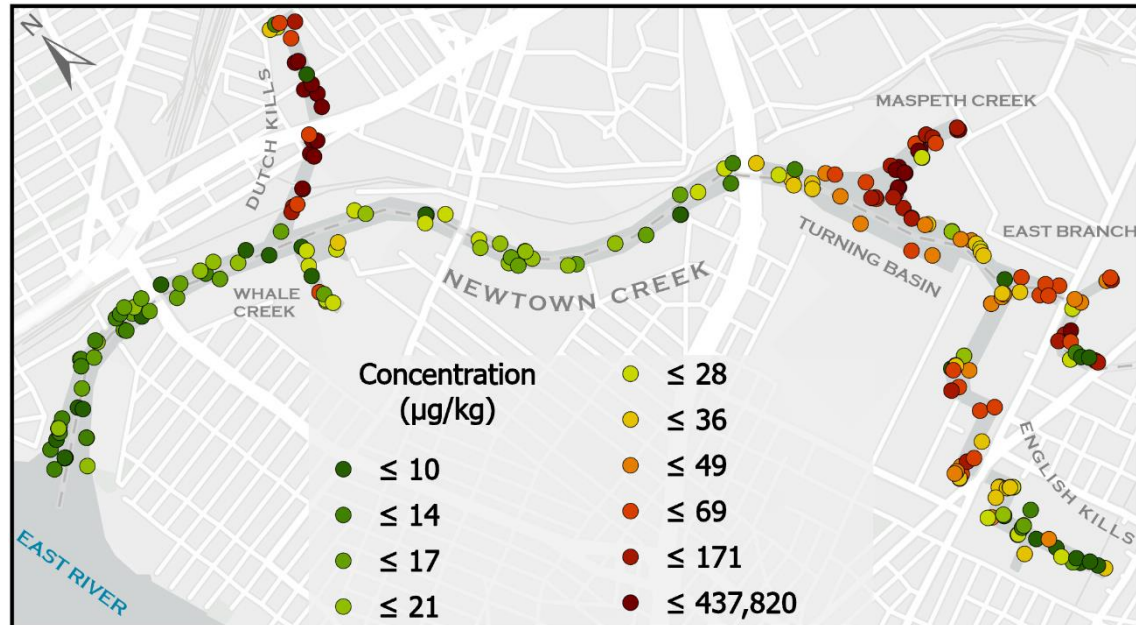 N
DUTCH KILLS
MASPETH CREEK
EAST BRANCH
TURNING BASIN
NEWTOWN CREEK
WHALE
CREEK
ENGLISH KILLS
EAST RIVER
Concentration
(µg/kg)
≤ 10
≤ 14
≤ 17
≤ 21
≤ 28
≤ 36
≤ 49
≤ 69
≤ 171
≤ 437,820